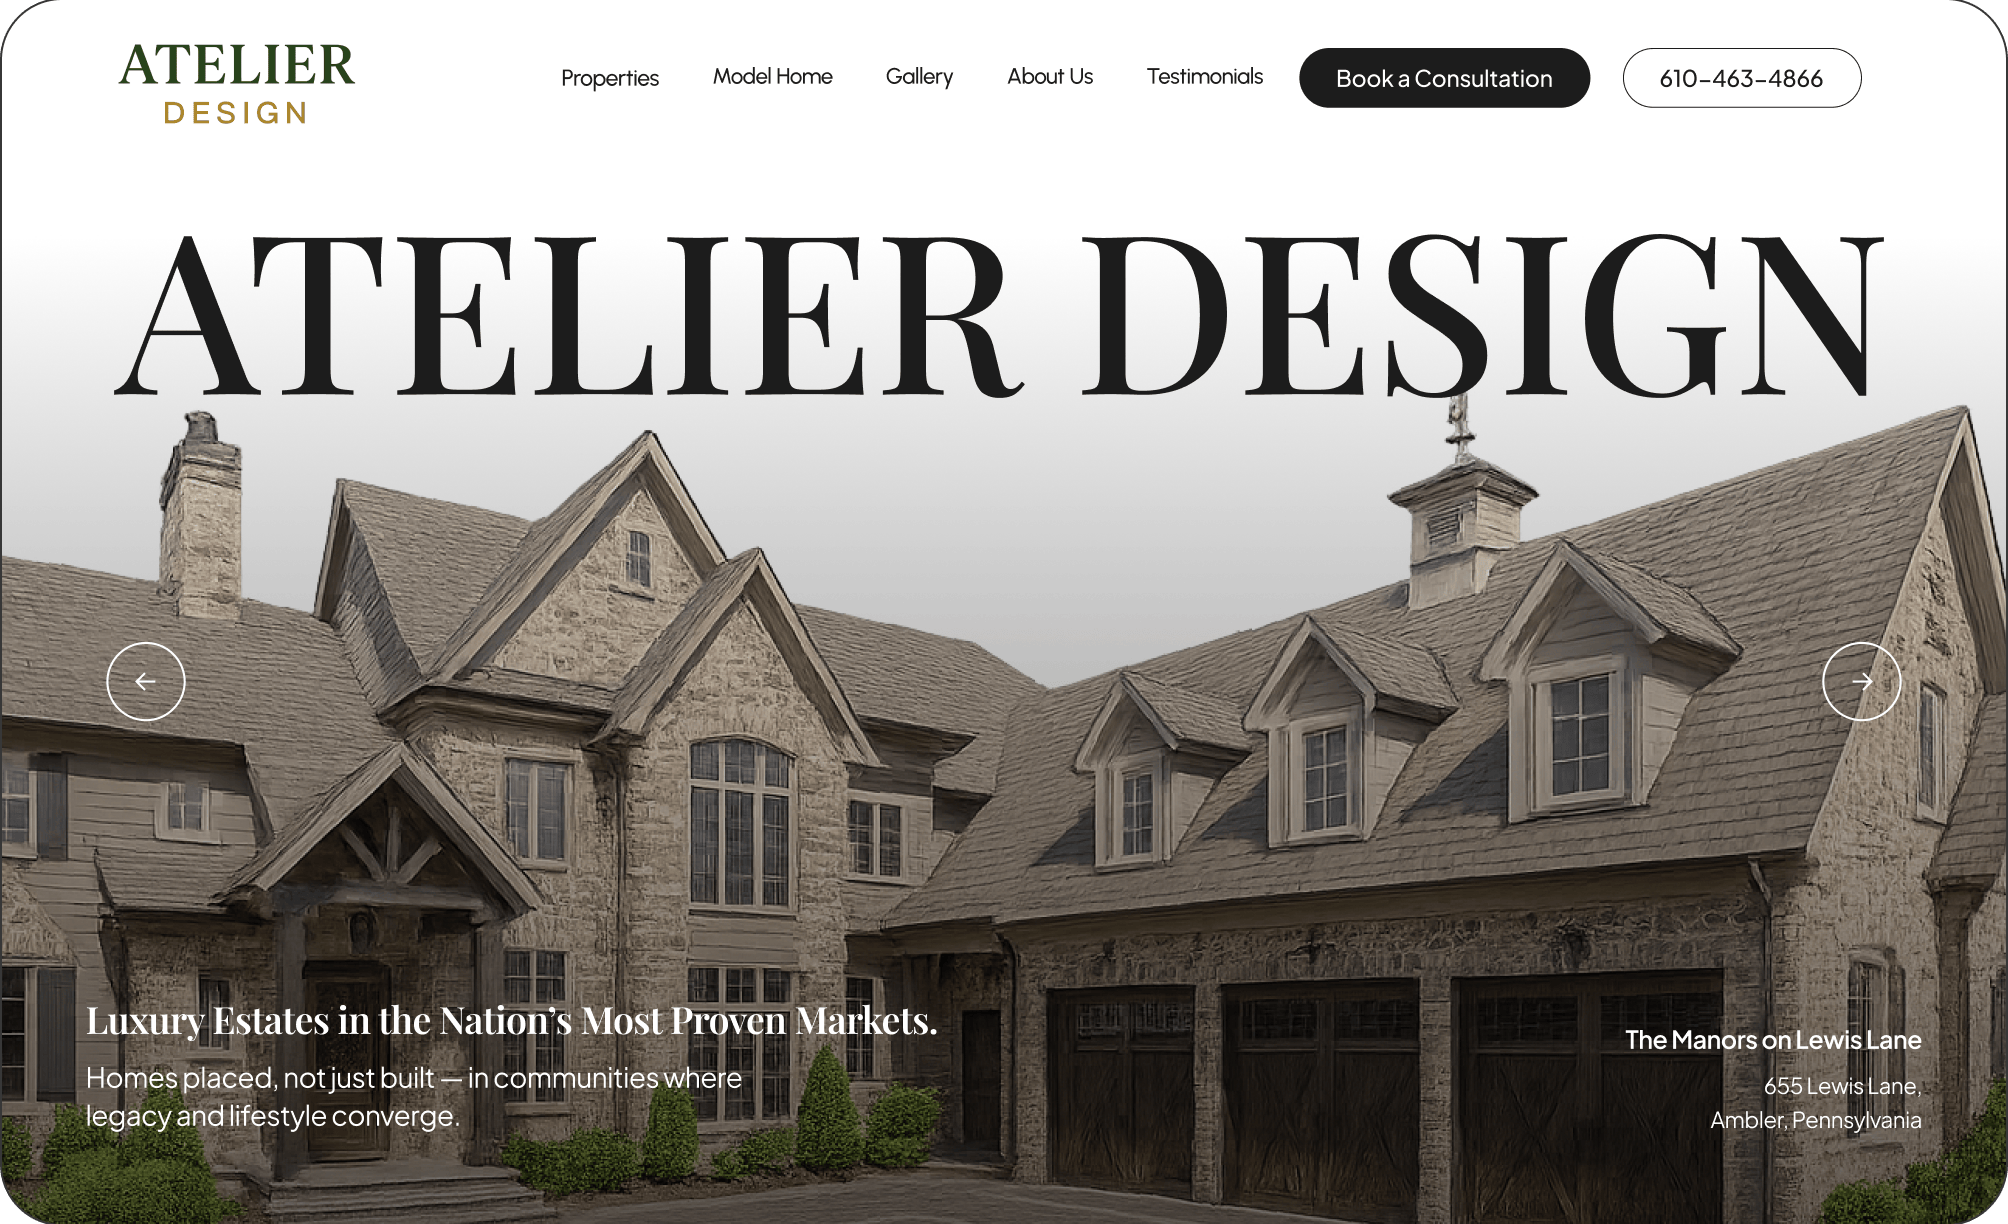 ATELIER
DESIGN
Properties
Model Home
Gallery
About Us
Testimonials
Book a Consultation
610-463-4866
ATELIER DESIGN
Luxury Estates in the Nation’s Most Proven Markets.
Homes placed, not just built — in communities where
legacy and lifestyle converge.
The Manors on Lewis Lane
655 Lewis Lane,
Ambler, Pennsylvania